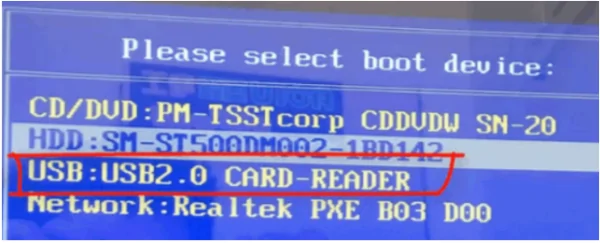 Please select boot device:
CD/DVD:PM-TSSTcorp CDDVDW SN-20
HDD:SM-ST500DM002-1BD142
USB:USB2.0 CARD-READER
Network:Realtek PXE B03 D00